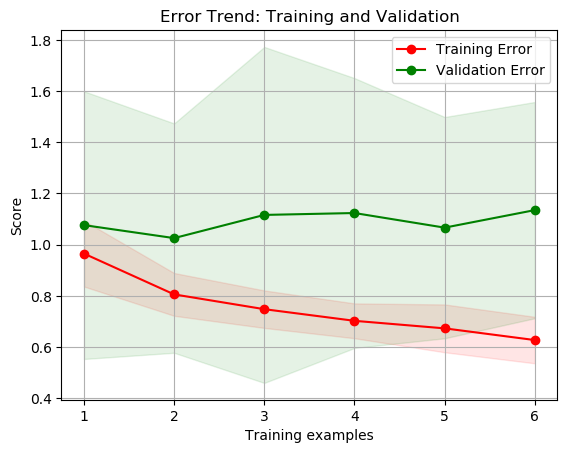 Error Trend: Training and Validation
Training Error
Validation Error
1.8
1.6
1.4
1.2
1.0
0.8
0.6
0.4
Score
1 2 3 4 5 6
Training examples